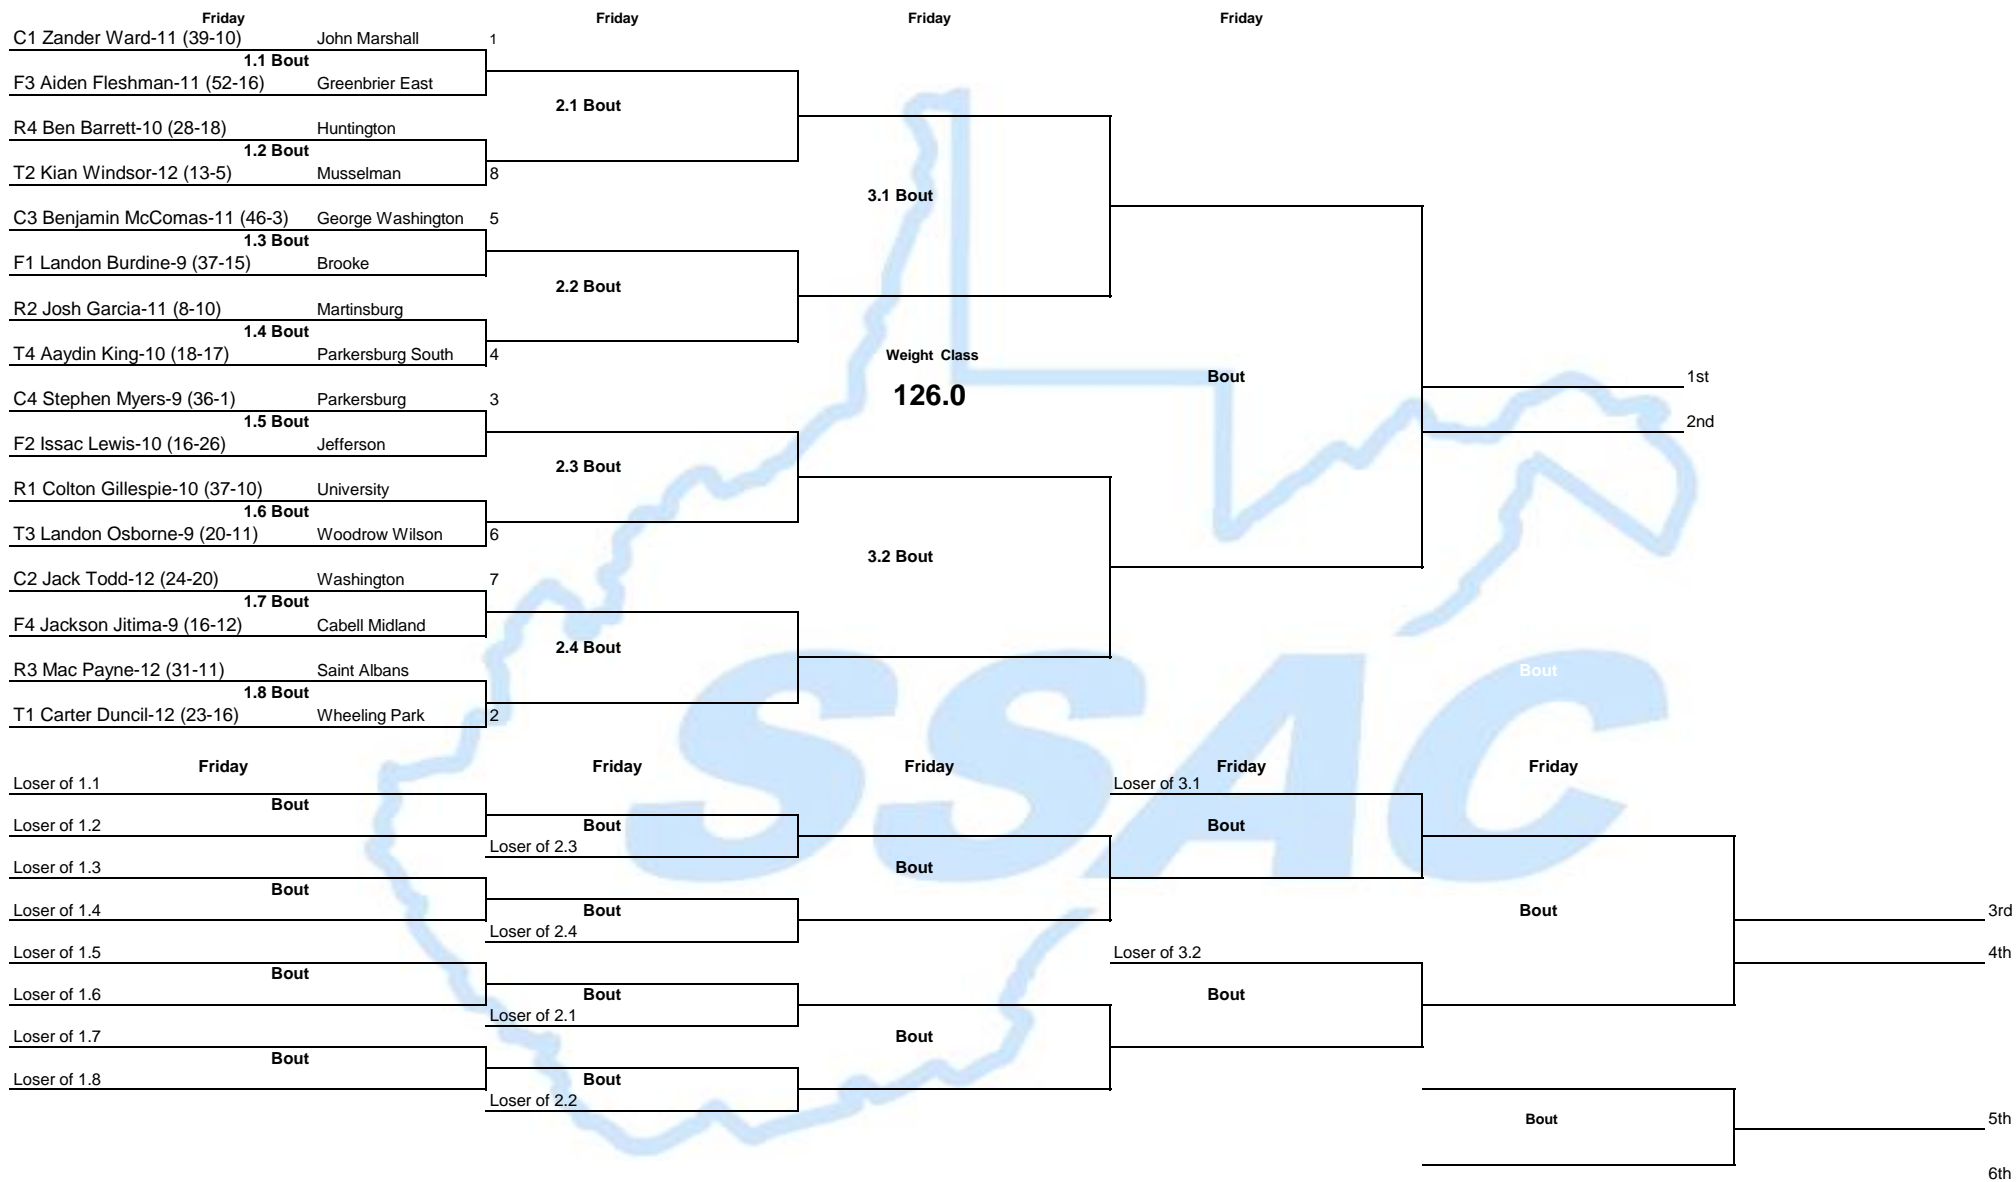 Friday Friday Friday Friday
C1 Zander Ward-11 (39-10) John Marshall 1
1.1 Bout
F3 Aiden Fleshman-11 (52-16) Greenbrier East
2.1 Bout
R4 Ben Barrett-10 (28-18) Huntington
1.2 Bout
T2 Kian Windsor-12 (13-5) Musselman 8
3.1 Bout
C3 Benjamin McComas-11 (46-3) George Washington 5
1.3 Bout
F1 Landon Burdine-9 (37-15) Brooke
2.2 Bout
R2 Josh Garcia-11 (8-10) Martinsburg
1.4 Bout
T4 Aaydin King-10 (18-17) Parkersburg South 4
Weight Class
Bout 1st
126.0
C4 Stephen Myers-9 (36-1) Parkersburg 3
1.5 Bout 2nd
F2 Issac Lewis-10 (16-26) Jefferson
2.3 Bout
R1 Colton Gillespie-10 (37-10) University
1.6 Bout
T3 Landon Osborne-9 (20-11) Woodrow Wilson 6
3.2 Bout
C2 Jack Todd-12 (24-20) Washington 7
1.7 Bout
F4 Jackson Jitima-9 (16-12) Cabell Midland
2.4 Bout
R3 Mac Payne-12 (31-11) Saint Albans Bout
1.8 Bout
T1 Carter Duncil-12 (23-16) Wheeling Park 2
SSAC
Friday Friday Friday Friday Friday
Loser of 1.1 Loser of 3.1
Bout
Loser of 1.2 Bout Bout
Loser of 2.3
Loser of 1.3 Bout
Bout
Loser of 1.4 Bout Bout 3rd
Loser of 2.4
Loser of 1.5 Loser of 3.2 4th
Bout
Loser of 1.6 Bout Bout
Loser of 2.1
Loser of 1.7 Bout
Bout
Loser of 1.8 Bout
Loser of 2.2
Bout 5th
6th